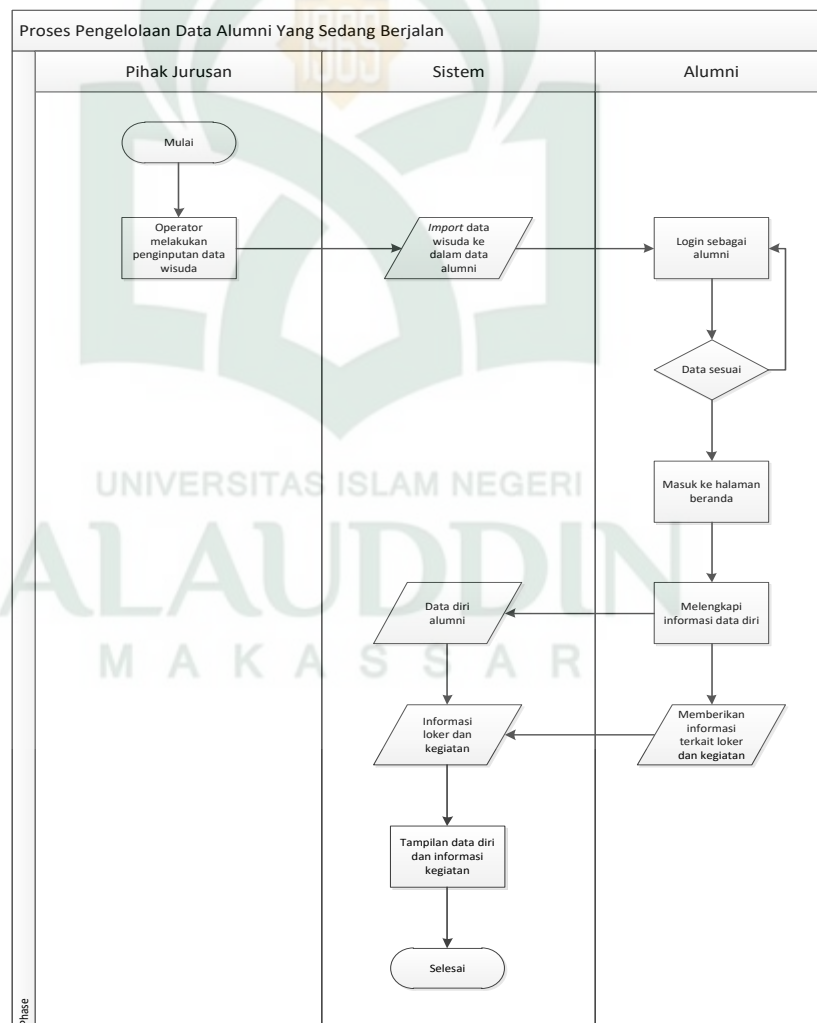 Proses Pengelolaan Data Alumni Yang Sedang Berjalan
Pihak Jurusan
Sistem
Alumni
1965
Mulai
Operator
melakukan
penginputan data
wisuda
Import data
wisuda ke
dalam data
alumni
Login sebagai
alumni
Data sesuai
UNIVERSITAS ISLAM NEGERI
ALAUDDIN
MAKASSAR
Masuk ke halaman
beranda
Data diri
alumni
Melengkapi
informasi data diri
Informasi
loker dan
kegiatan
Memberikan
informasi
terkait loker
dan kegiatan
Tampilan data diri
dan informasi
kegiatan
Selesai
Phase